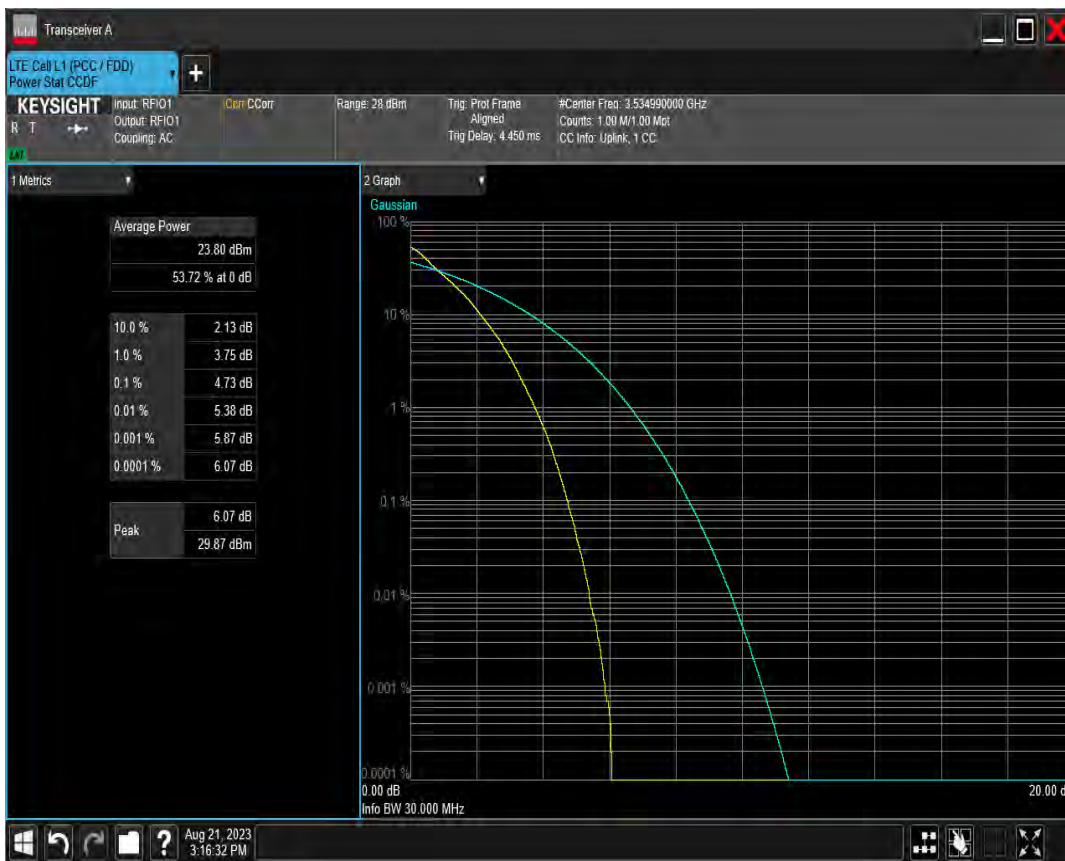 Transceiver A
LTE Cell L1 (PCC / FDD)
Power Stat CCDF
KEYSIGHT
R T
LXI
Input: RFIO1
Output: RFIO1
Coupling: AC
Corr CCorr
Range: 28 dBm
Trig: Prot Frame
Aligned
Trig Delay: 4.450 ms
#Center Freq: 3.534990000 GHz
Counts: 1.00 M/1.00 Mpt
CC Info: Uplink, 1 CC
1 Metrics
Average Power
23.80 dBm
53.72 % at 0 dB
10.0 % 2.13 dB
1.0 % 3.75 dB
0.1 % 4.73 dB
0.01 % 5.38 dB
0.001 % 5.87 dB
0.0001 % 6.07 dB
Peak 6.07 dB
29.87 dBm
2 Graph
Gaussian
100 %
10 %
1 %
0.1 %
0.01 %
0.001 %
0.0001 %
0.00 dB 20.00 d
Info BW 30.000 MHz
Aug 21, 2023
3:16:32 PM